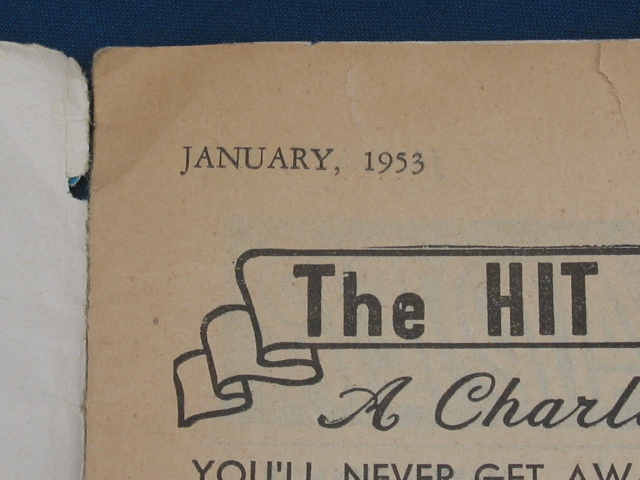 JANUARY, 1953
The HIT
A Charl
YOU'LL NEVER GET AW